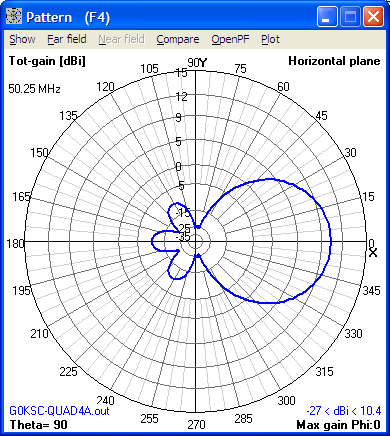 Pattern (F4)
Show Far field Near field Compare OpenPF Plot
Tot-gain [dBi] Horizontal plane
50.25 MHz
90Y
105 75
120 60
135 45
150 30
165 15
180 0
X
195 345
210 330
225 315
240 300
255 285
270
15
12
9
6
3
0
-5
-15
-25
-35
G0KSC-QUAD4A.out -27 < dBi < 10.4
Theta= 90 Max gain Phi:0